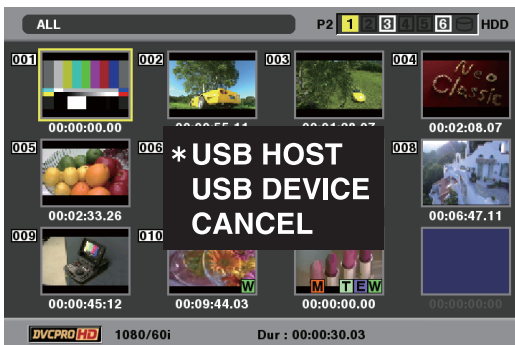 ALL
P2 1 2 3 4 5 6 HDD
001 002 003 004
Neo
Classic
00:00:00.00 00:02:08.07
005 006 008
* USB HOST
USB DEVICE
CANCEL
00:02:33.26 00:06:47.11
009 010
W M T E W
00:00:45:12 00:09:44.03 00:00:00.00 00:00:00:00
DVCPRO HD 1080/60i Dur : 00:00:30.03